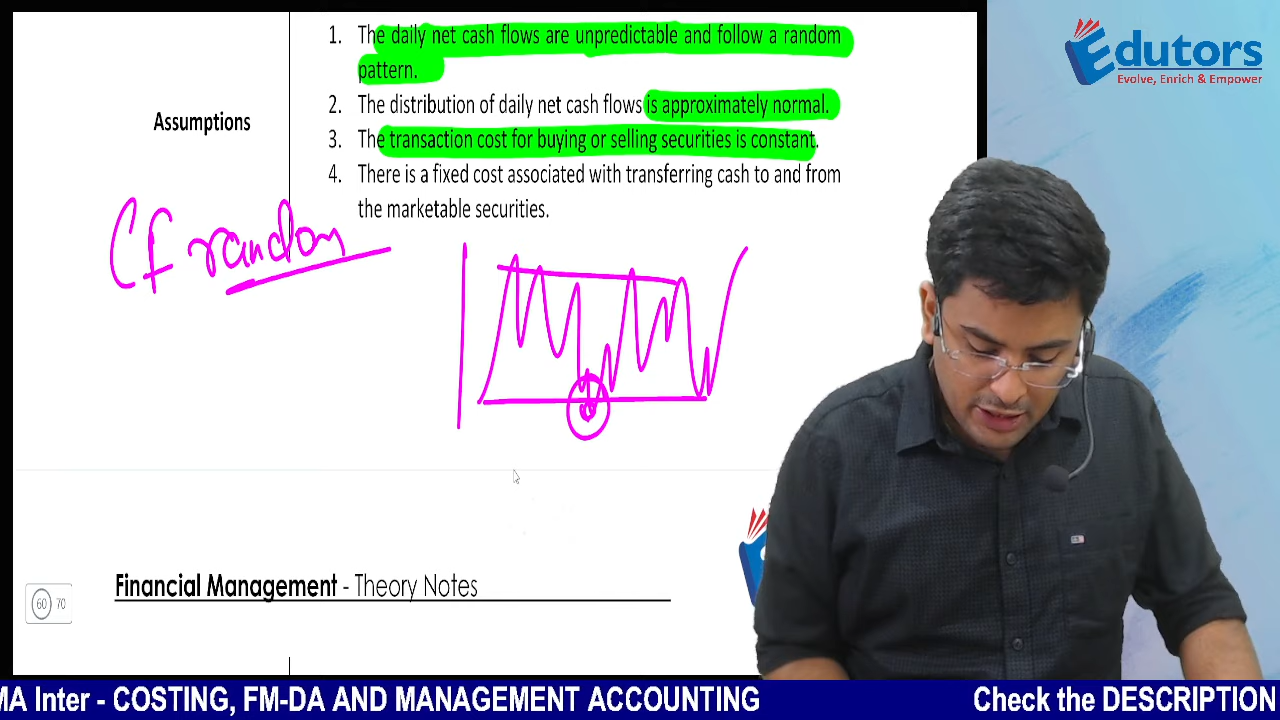 1. The daily net cash flows are unpredictable and follow a random
pattern.
2. The distribution of daily net cash flows is approximately normal.
Assumptions
3. The transaction cost for buying or selling securities is constant.
4. There is a fixed cost associated with transferring cash to and from
the marketable securities.
CF random
Edutors
Evolve, Enrich & Empower
Financial Management - Theory Notes
60 70
MA Inter - COSTING, FM-DA AND MANAGEMENT ACCOUNTING
Check the DESCRIPTION